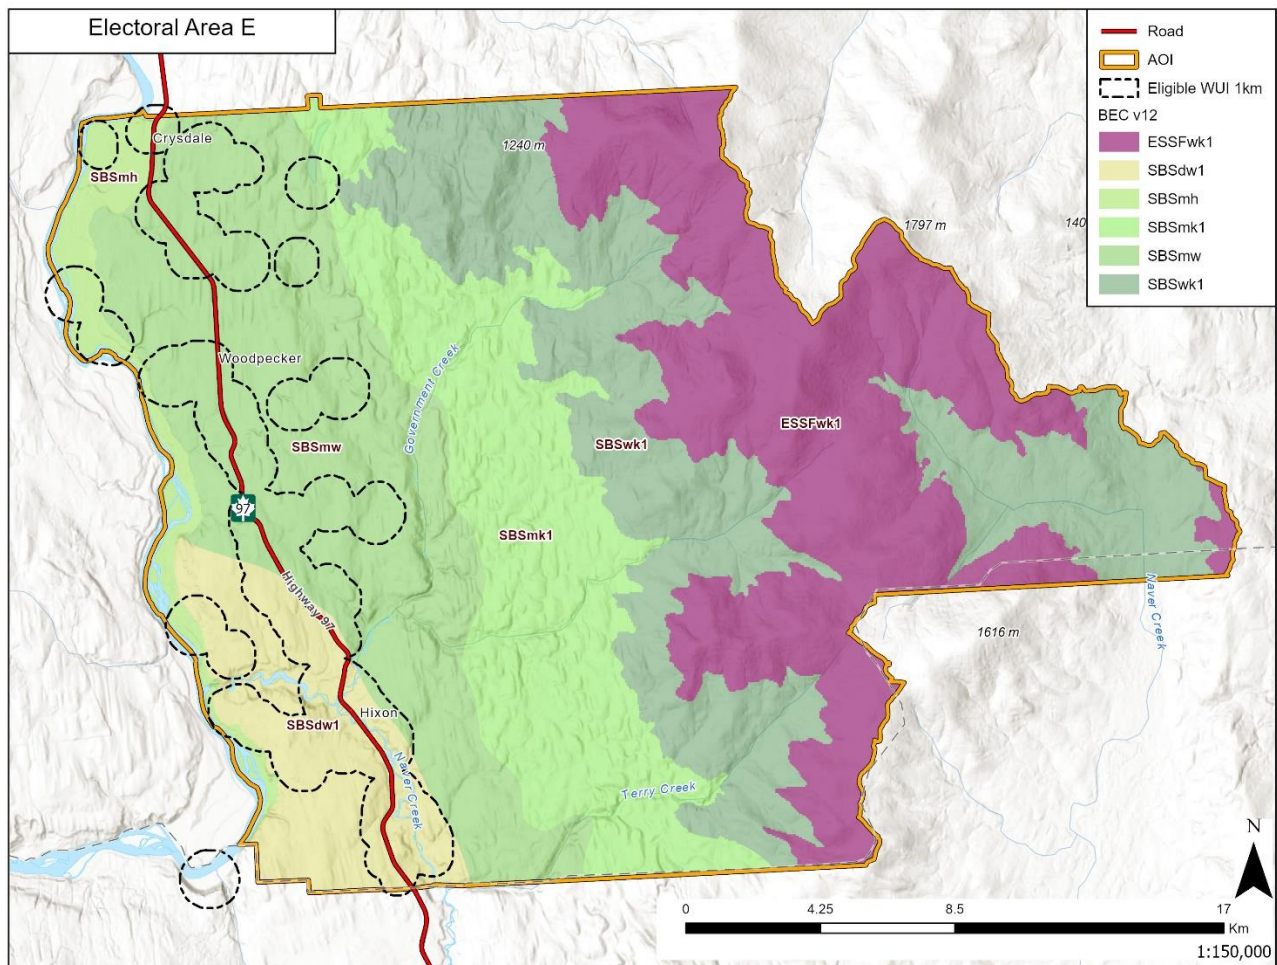 Electoral Area E
Road
AOI
Eligible WUI 1km
BEC v12
ESSFwk1
SBSdw1
SBSmh
SBSmk1
SBSmw
SBSwk1
Crysdale
1240 m
SBSmh
1797 m
140
Woodpecker
Government Creek
SBSmw
SBSwk1
ESSFwk1
97
SBSmk1
Highway 97
Naver Creek
1616 m
Hixon
SBSdw1
Naver Creek
Terry Creek
N
0 4.25 8.5 17
Km
1:150,000